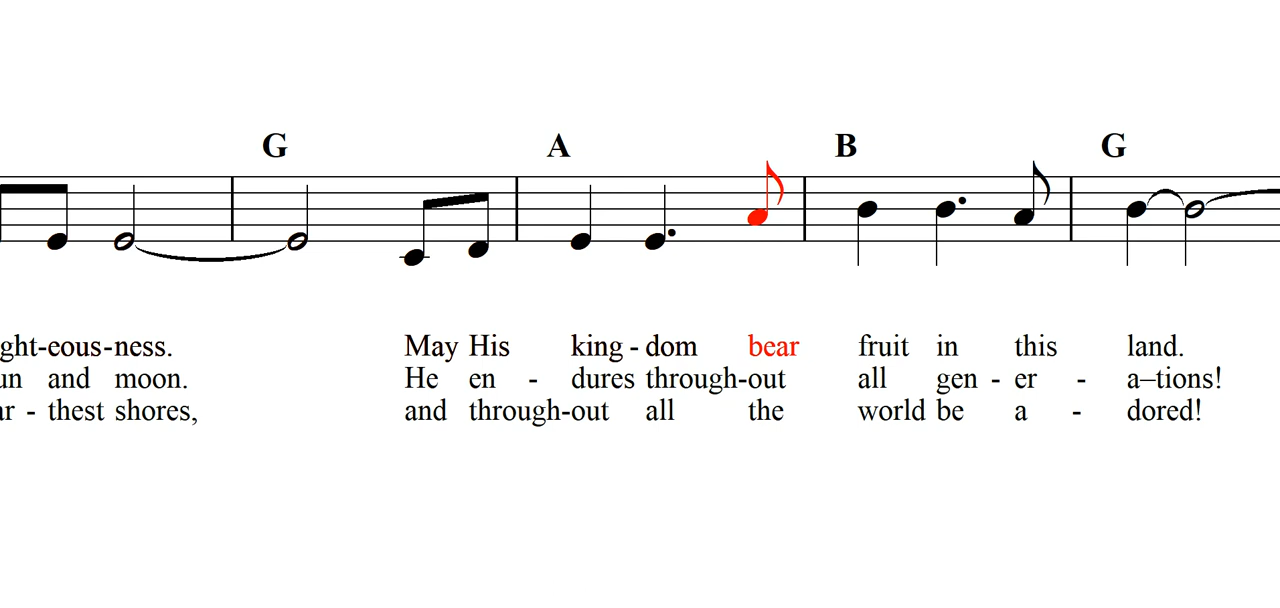 G A B G
ght-eous-ness. May His king - dom bear fruit in this land.
un and moon. He en - dures through-out all gen - er - a–tions!
ar - thest shores, and through-out all the world be a - dored!